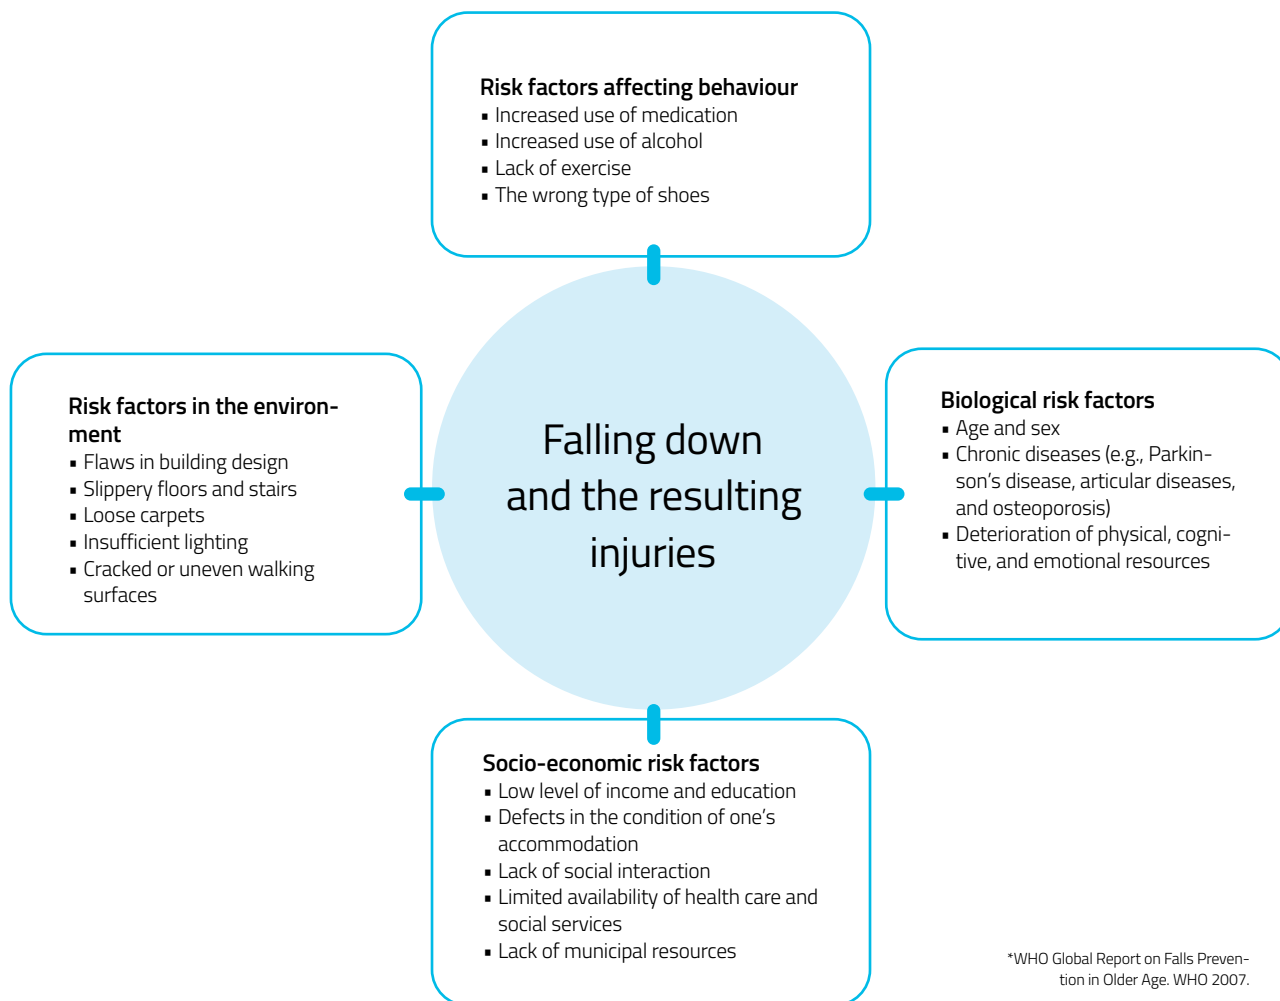 Risk factors affecting behaviour
▪ Increased use of medication
▪ Increased use of alcohol
▪ Lack of exercise
▪ The wrong type of shoes
Risk factors in the environ-
ment
▪ Flaws in building design
▪ Slippery floors and stairs
▪ Loose carpets
▪ Insufficient lighting
▪ Cracked or uneven walking
surfaces
Falling down
and the resulting
injuries
Biological risk factors
▪ Age and sex
▪ Chronic diseases (e.g., Parkin-
son’s disease, articular diseases,
and osteoporosis)
▪ Deterioration of physical, cogni-
tive, and emotional resources
Socio-economic risk factors
▪ Low level of income and education
▪ Defects in the condition of one’s
accommodation
▪ Lack of social interaction
▪ Limited availability of health care and
social services
▪ Lack of municipal resources
*WHO Global Report on Falls Preven-
tion in Older Age. WHO 2007.